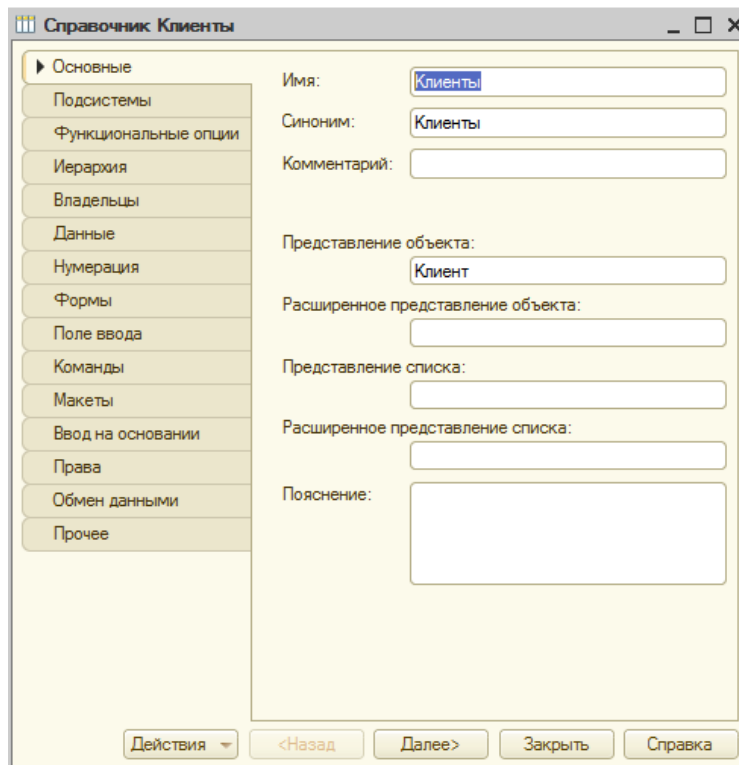 Справочник Клиенты
Основные
Подсистемы
Функциональные опции
Иерархия
Владельцы
Данные
Нумерация
Формы
Поле ввода
Команды
Макеты
Ввод на основании
Права
Обмен данными
Прочее
Имя: Клиенты
Синоним: Клиенты
Комментарий:
Представление объекта:
Клиент
Расширенное представление объекта:
Представление списка:
Расширенное представление списка:
Пояснение:
Действия <Назад Далее> Закрыть Справка